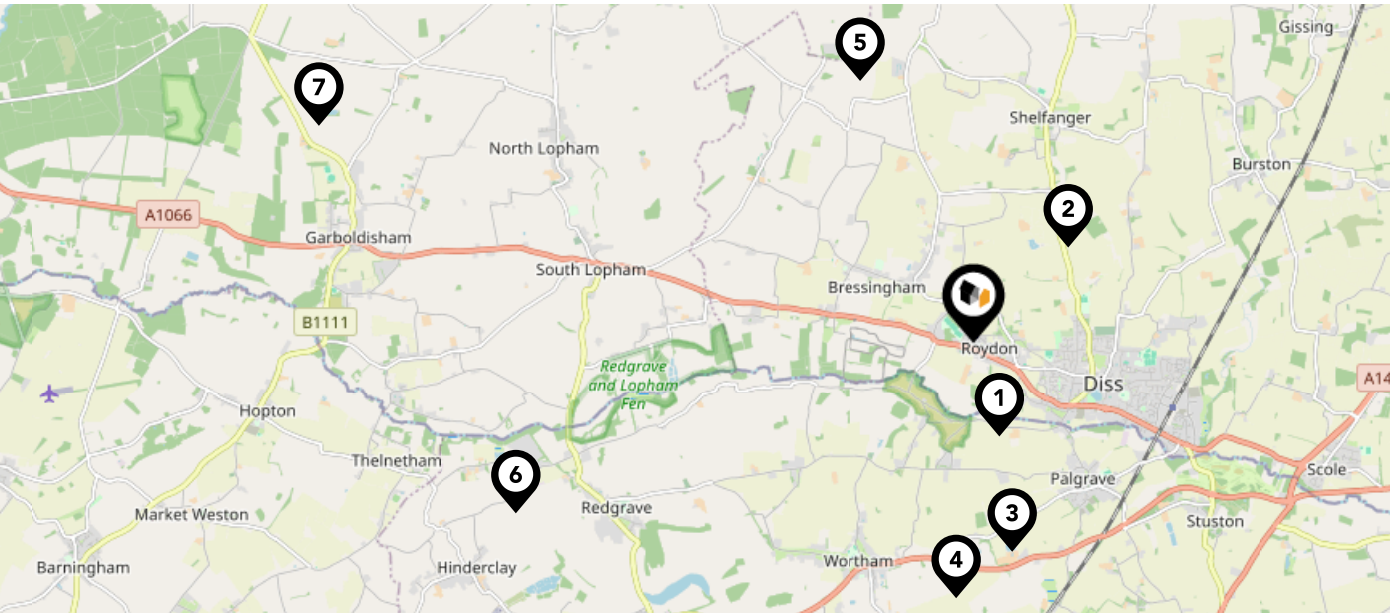 Gissing
5
7
Shelfanger
North Lopham
Burston
A1066
2
Garboldisham
South Lopham
Bressingham
B1111
Roydon
Redgrave
and Lopham
Fen
Diss
A14
1
Hopton
Thelnetham
6
Scole
Palgrave
Redgrave
3
Market Weston
Stuston
4
Wortham
Barningham
Hinderclay